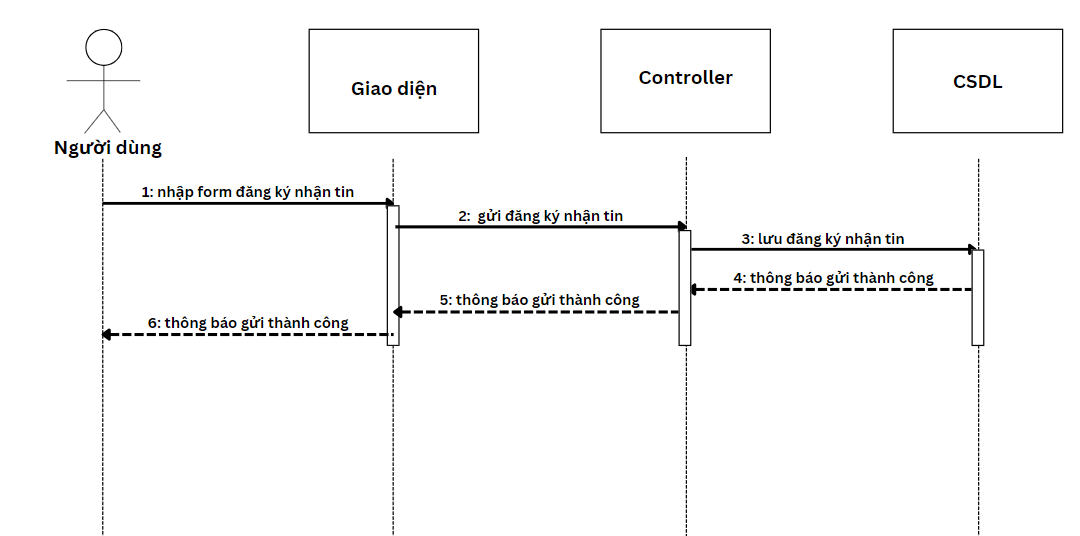 Người dùng
Giao diện
Controller
CSDL
1: nhập form đăng ký nhận tin
2: gửi đăng ký nhận tin
3: lưu đăng ký nhận tin
4: thông báo gửi thành công
5: thông báo gửi thành công
6: thông báo gửi thành công